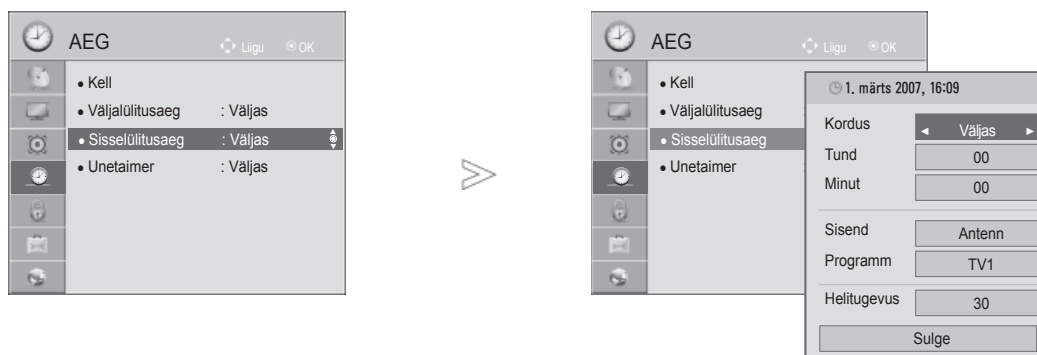 AEG
Liigu OK
• Kell
• Väljalülitusaeg : Väljas
• Sisselülitusaeg : Väljas
• Unetaimer : Väljas
AEG
Liigu OK
• Kell
• Väljalülitusaeg :
• Sisselülitusaeg
• Unetaimer :
1. märts 2007, 16:09
Kordus ◄ Väljas ►
Tund 00
Minut 00
Sisend Antenn
Programm TV1
Helitugevus 30
Sulge